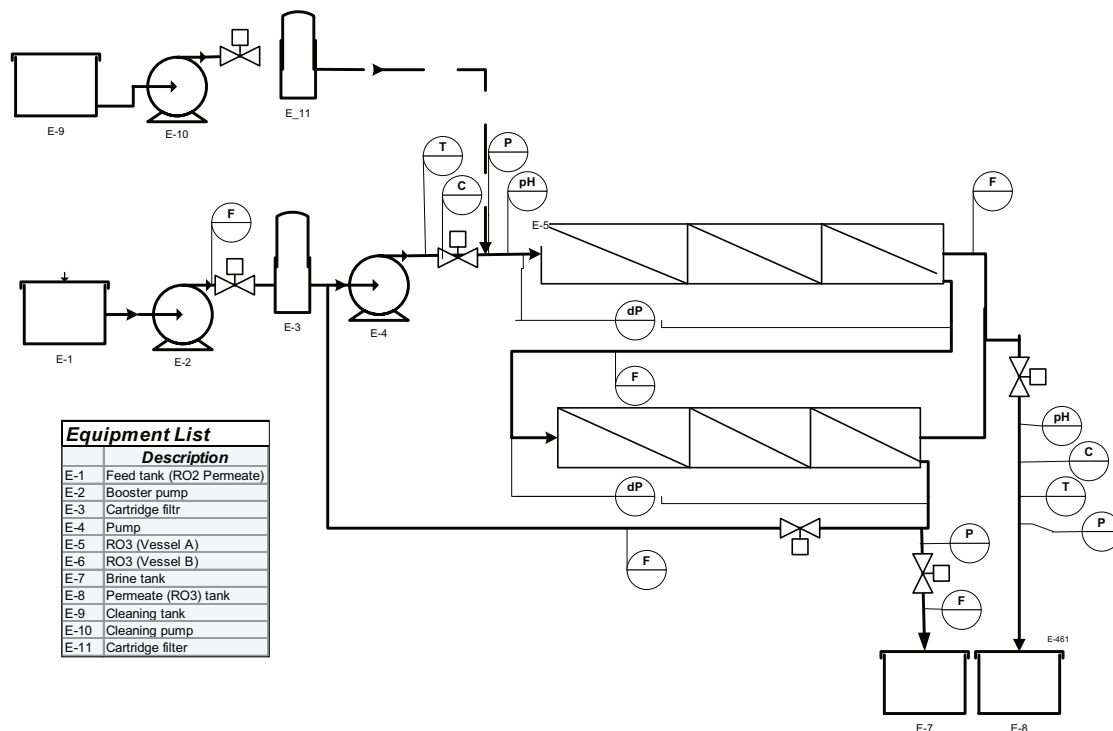 E-9
E-10
E_11
T
P
C
pH
F
E-5
F
E-1
E-2
E-3
E-4
dP
F
pH
C
T
P
dP
F
P
F
Equipment List
Description
E-1 Feed tank (RO2 Permeate)
E-2 Booster pump
E-3 Cartridge filtr
E-4 Pump
E-5 RO3 (Vessel A)
E-6 RO3 (Vessel B)
E-7 Brine tank
E-8 Permeate (RO3) tank
E-9 Cleaning tank
E-10 Cleaning pump
E-11 Cartridge filter
E-461
E-7
E-8